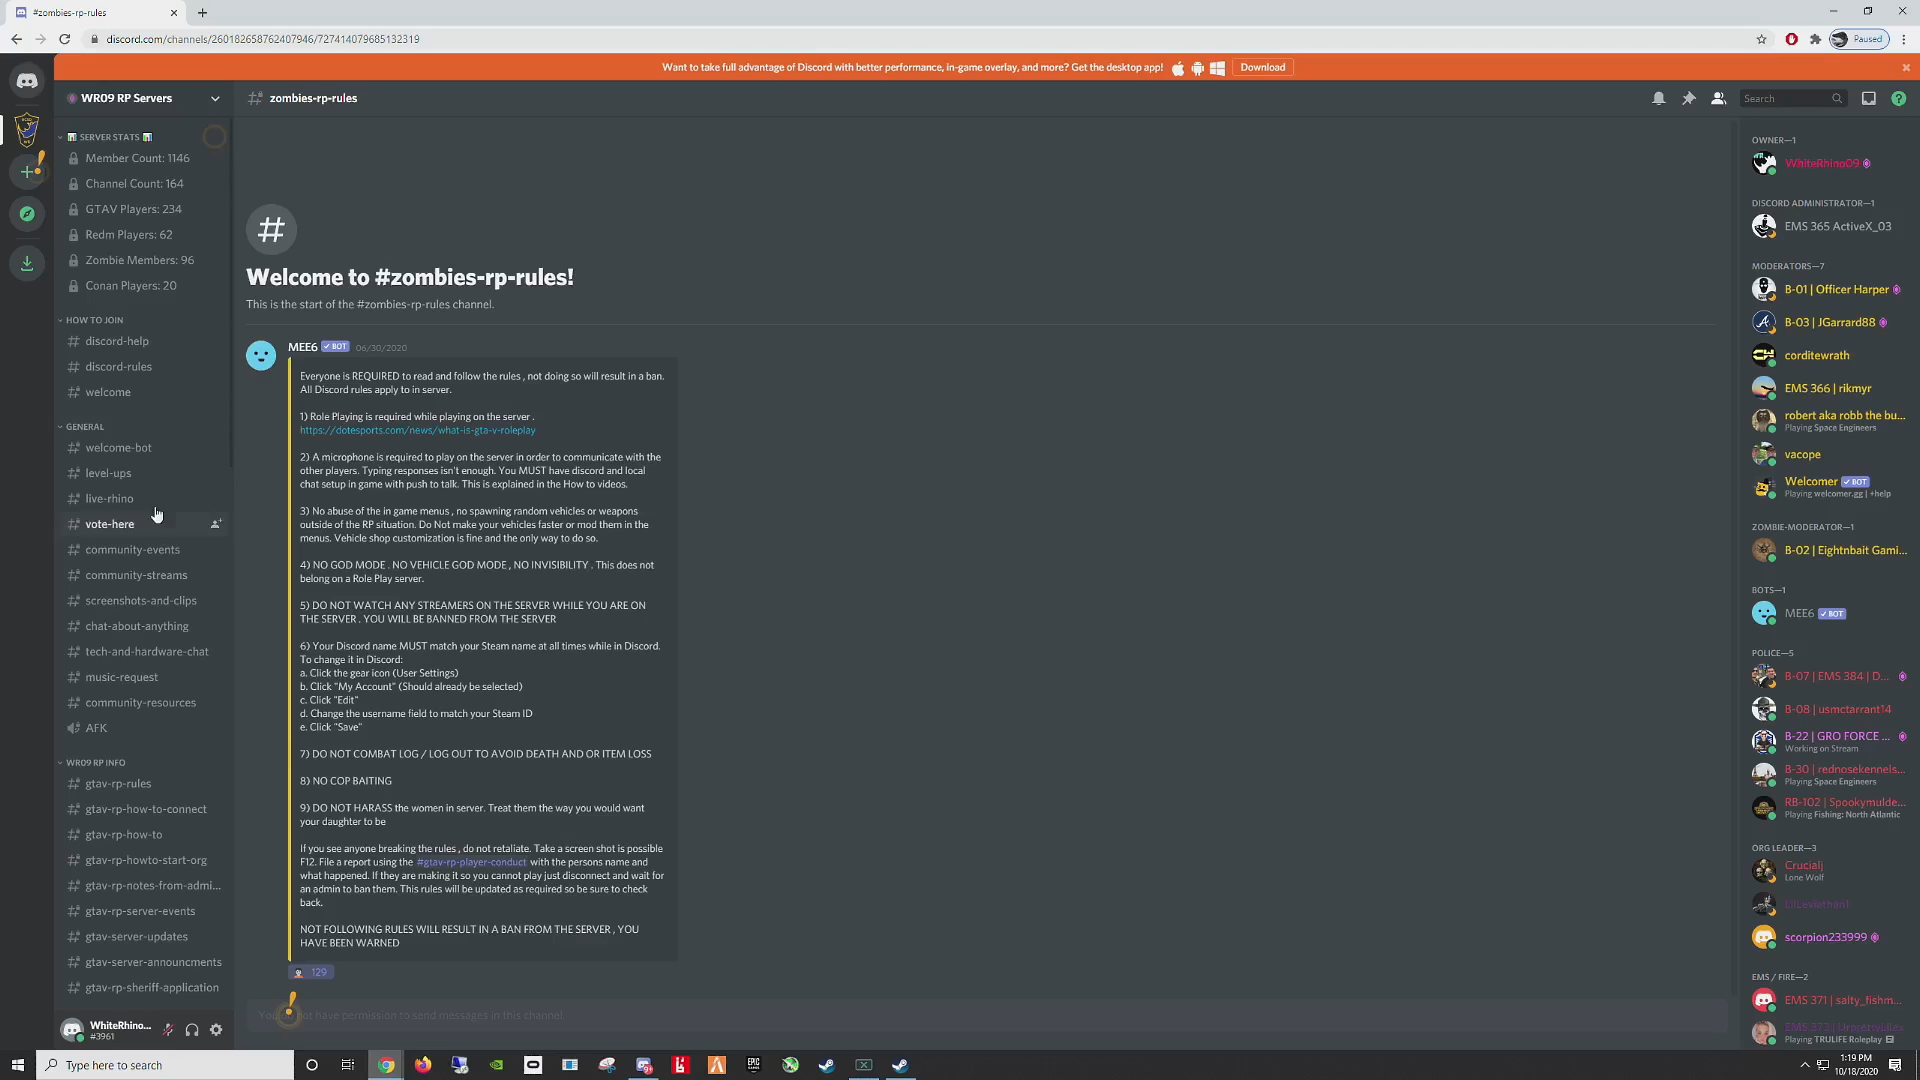 #zombies-rp-rules
discord.com/channels/260182658762407946/727414079685132319
Paused
Want to take full advantage of Discord with better performance, in-game overlay, and more? Get the desktop app!
Download
WR09 RP Servers
zombies-rp-rules
Search
SERVER STATS
Member Count: 1146
Channel Count: 164
GTAV Players: 234
Redm Players: 62
Zombie Members: 96
Conan Players: 20
HOW TO JOIN
discord-help
discord-rules
welcome
GENERAL
welcome-bot
level-ups
live-rhino
vote-here
community-events
community-streams
screenshots-and-clips
chat-about-anything
tech-and-hardware-chat
music-request
community-resources
AFK
WR09 RP INFO
gtav-rp-rules
gtav-rp-how-to-connect
gtav-rp-how-to
gtav-rp-howto-start-org
gtav-rp-notes-from-admi...
gtav-rp-server-events
gtav-server-updates
gtav-server-announcments
gtav-rp-sheriff-application
WhiteRhino...
#3961
Welcome to #zombies-rp-rules!
This is the start of the #zombies-rp-rules channel.
MEE6 BOT 06/30/2020
Everyone is REQUIRED to read and follow the rules , not doing so will result in a ban.
All Discord rules apply to in server.
1) Role Playing is required while playing on the server .
https://dotesports.com/news/what-is-gta-v-roleplay
2) A microphone is required to play on the server in order to communicate with the
other players. Typing responses isn't enough. You MUST have discord and local
chat setup in game with push to talk. This is explained in the How to videos.
3) No abuse of the in game menus , no spawning random vehicles or weapons
outside of the RP situation. Do Not make your vehicles faster or mod them in the
menus. Vehicle shop customization is fine and the only way to do so.
4) NO GOD MODE . NO VEHICLE GOD MODE , NO INVISIBILITY . This does not
belong on a Role Play server.
5) DO NOT WATCH ANY STREAMERS ON THE SERVER WHILE YOU ARE ON
THE SERVER . YOU WILL BE BANNED FROM THE SERVER
6) Your Discord name MUST match your Steam name at all times while in Discord.
To change it in Discord:
a. Click the gear icon (User Settings)
b. Click "My Account" (Should already be selected)
c. Click "Edit"
d. Change the username field to match your Steam ID
e. Click "Save"
7) DO NOT COMBAT LOG / LOG OUT TO AVOID DEATH AND OR ITEM LOSS
8) NO COP BAITING
9) DO NOT HARASS the women in server. Treat them the way you would want
your daughter to be
If you see anyone breaking the rules , do not retaliate. Take a screen shot is possible
F12. File a report using the #gtav-rp-player-conduct with the persons name and
what happened. If they are making it so you cannot play just disconnect and wait for
an admin to ban them. This rules will be updated as required so be sure to check
back.
NOT FOLLOWING RULES WILL RESULT IN A BAN FROM THE SERVER , YOU
HAVE BEEN WARNED
129
You do not have permission to send messages in this channel.
OWNER—1
WhiteRhino09
DISCORD ADMINISTRATOR—1
EMS 365 ActiveX_03
MODERATORS—7
B-01 | Officer Harper
B-03 | JGarrard88
corditewrath
EMS 366 | rikmyr
robert aka robb the bu...
Playing Space Engineers
vacope
Welcomer BOT
Playing welcomer.gg | +help
ZOMBIE-MODERATOR—1
B-02 | Eightnbait Gami...
BOTS—1
MEE6 BOT
POLICE—5
B-07 | EMS 384 | D...
B-08 | usmctarrant14
B-22 | GRO FORCE ...
Working on Stream
B-30 | rednosekennels...
Playing Space Engineers
RB-102 | Spookymulde...
Playing Fishing: North Atlantic
ORG LEADER—3
Crucialj
Lone Wolf
LilLeviathan1
scorpion233999
EMS / FIRE—2
EMS 371 | salty_fishm...
Playing TRULIFE Roleplay
Type here to search
1:19 PM
10/18/2020